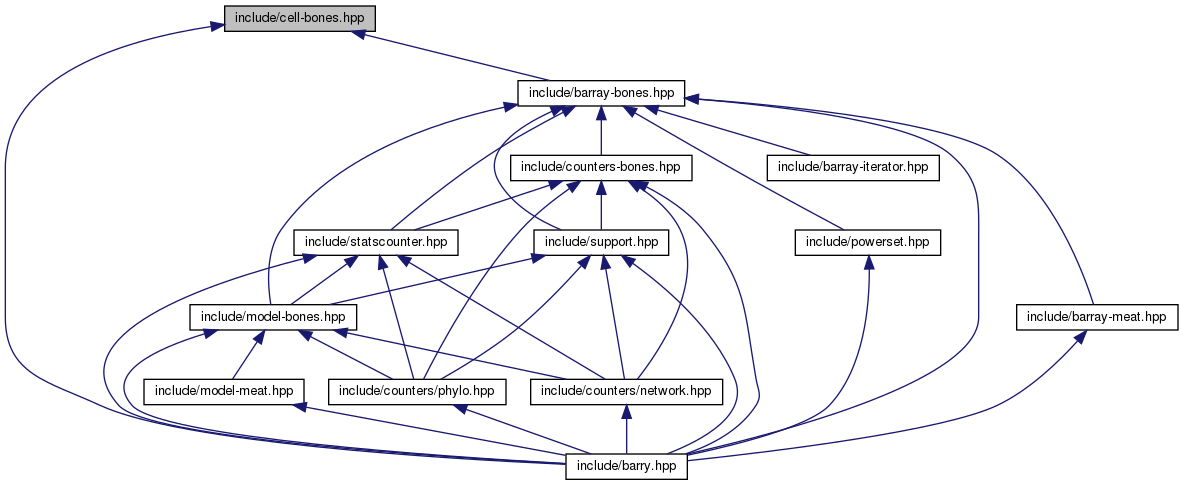 include/cell-bones.hpp
include/barray-bones.hpp
include/counters-bones.hpp
include/barray-iterator.hpp
include/statscounter.hpp
include/support.hpp
include/powerset.hpp
include/model-bones.hpp
include/barray-meat.hpp
include/model-meat.hpp
include/counters/phylo.hpp
include/counters/network.hpp
include/barry.hpp